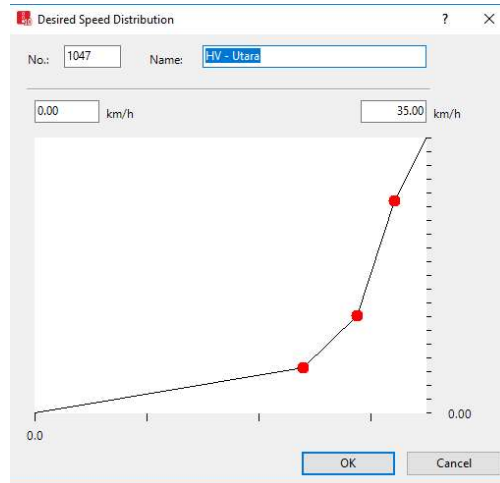 Desired Speed Distribution ? X
No.: 1047 Name: HV - Utara
0.00 km/h 35.00 km/h
0.00
0.0
OK Cancel